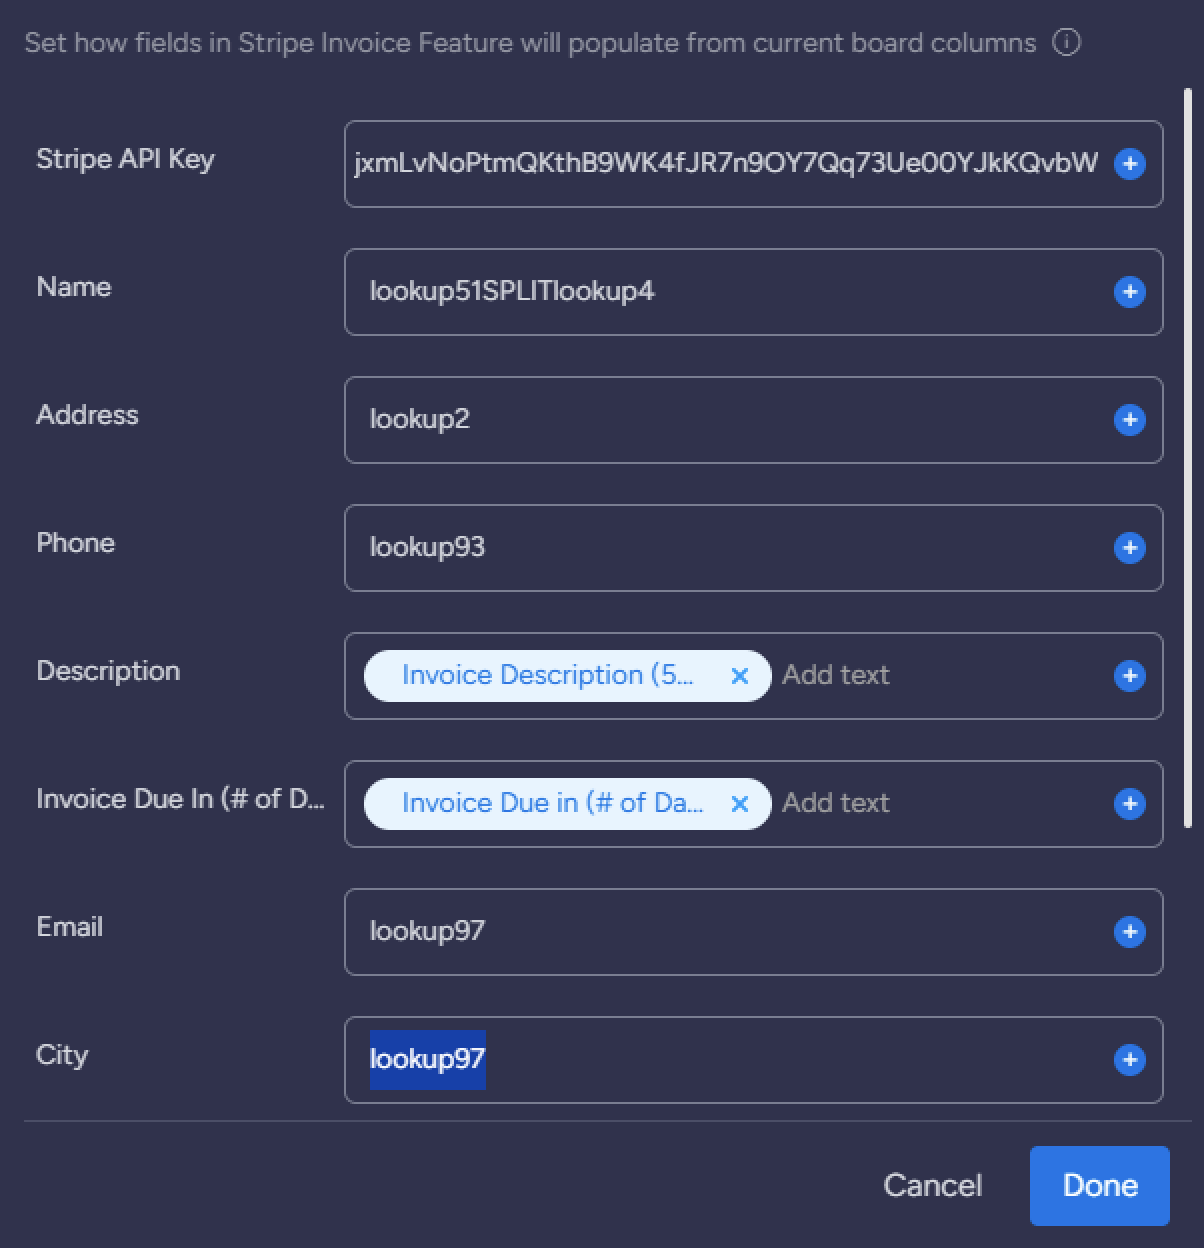 Set how fields in Stripe Invoice Feature will populate from current board columns
Stripe API Key
jxmLvNoPtmQKthB9WK4fJR7n9OY7Qq73Ue00YJkKQvbW
Name
lookup51SPLITlookup4
Address
lookup2
Phone
lookup93
Description
Invoice Description (5... × Add text
Invoice Due In (# of D...
Invoice Due in (# of Da... × Add text
Email
lookup97
City
lookup97
Cancel
Done